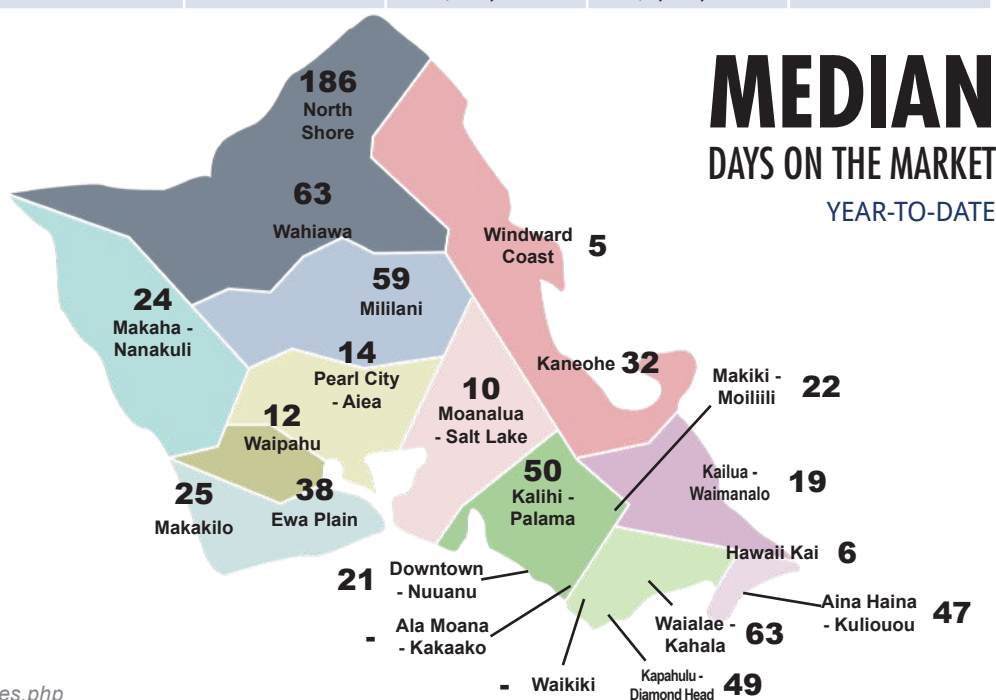 MEDIAN
DAYS ON THE MARKET
YEAR-TO-DATE
186
North
Shore
63
Wahiawa
Windward
Coast 5
59
Mililani
24
Makaha -
Nanakuli
14
Pearl City
- Aiea
Kaneohe 32
10
Moanalua
- Salt Lake
Makiki -
Moiliili 22
12
Waipahu
50
Kalihi -
Palama
Kailua -
Waimanalo 19
25
Makakilo
38
Ewa Plain
Hawaii Kai 6
21 Downtown
- Nuuanu
Aina Haina
- Kuliouou 47
- Ala Moana
- Kakaako
Waialae -
Kahala 63
- Waikiki
Kapahulu -
Diamond Head 49
es.php